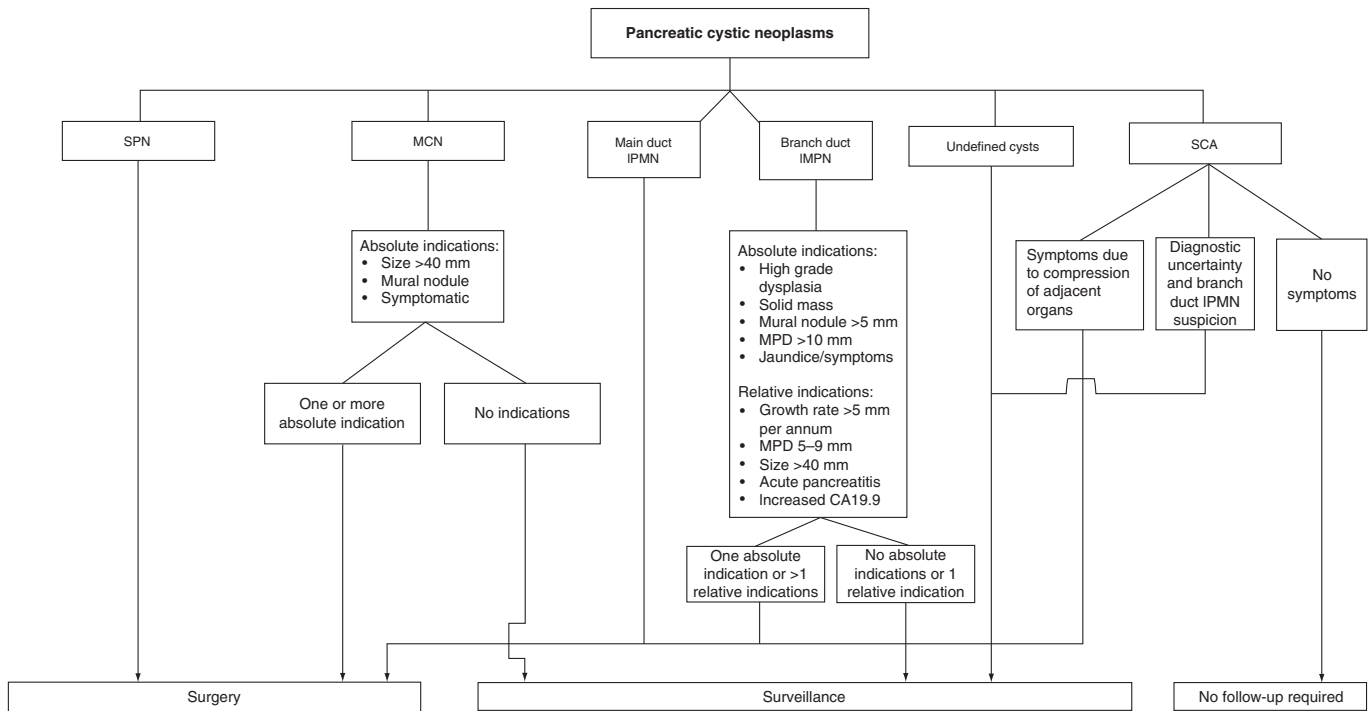 Pancreatic cystic neoplasms
SPN
MCN
Main duct
IPMN
Branch duct
IMPN
Undefined cysts
SCA
Absolute indications:
• Size >40 mm
• Mural nodule
• Symptomatic
Absolute indications:
• High grade
dysplasia
• Solid mass
• Mural nodule >5 mm
• MPD >10 mm
• Jaundice/symptoms
Relative indications:
• Growth rate >5 mm
per annum
• MPD 5–9 mm
• Size >40 mm
• Acute pancreatitis
• Increased CA19.9
Symptoms due
to compression
of adjacent
organs
Diagnostic
uncertainty
and branch
duct IPMN
suspicion
No
symptoms
One or more
absolute indication
No indications
One absolute
indication or >1
relative indications
No absolute
indications or 1
relative indication
Surgery
Surveillance
No follow-up required